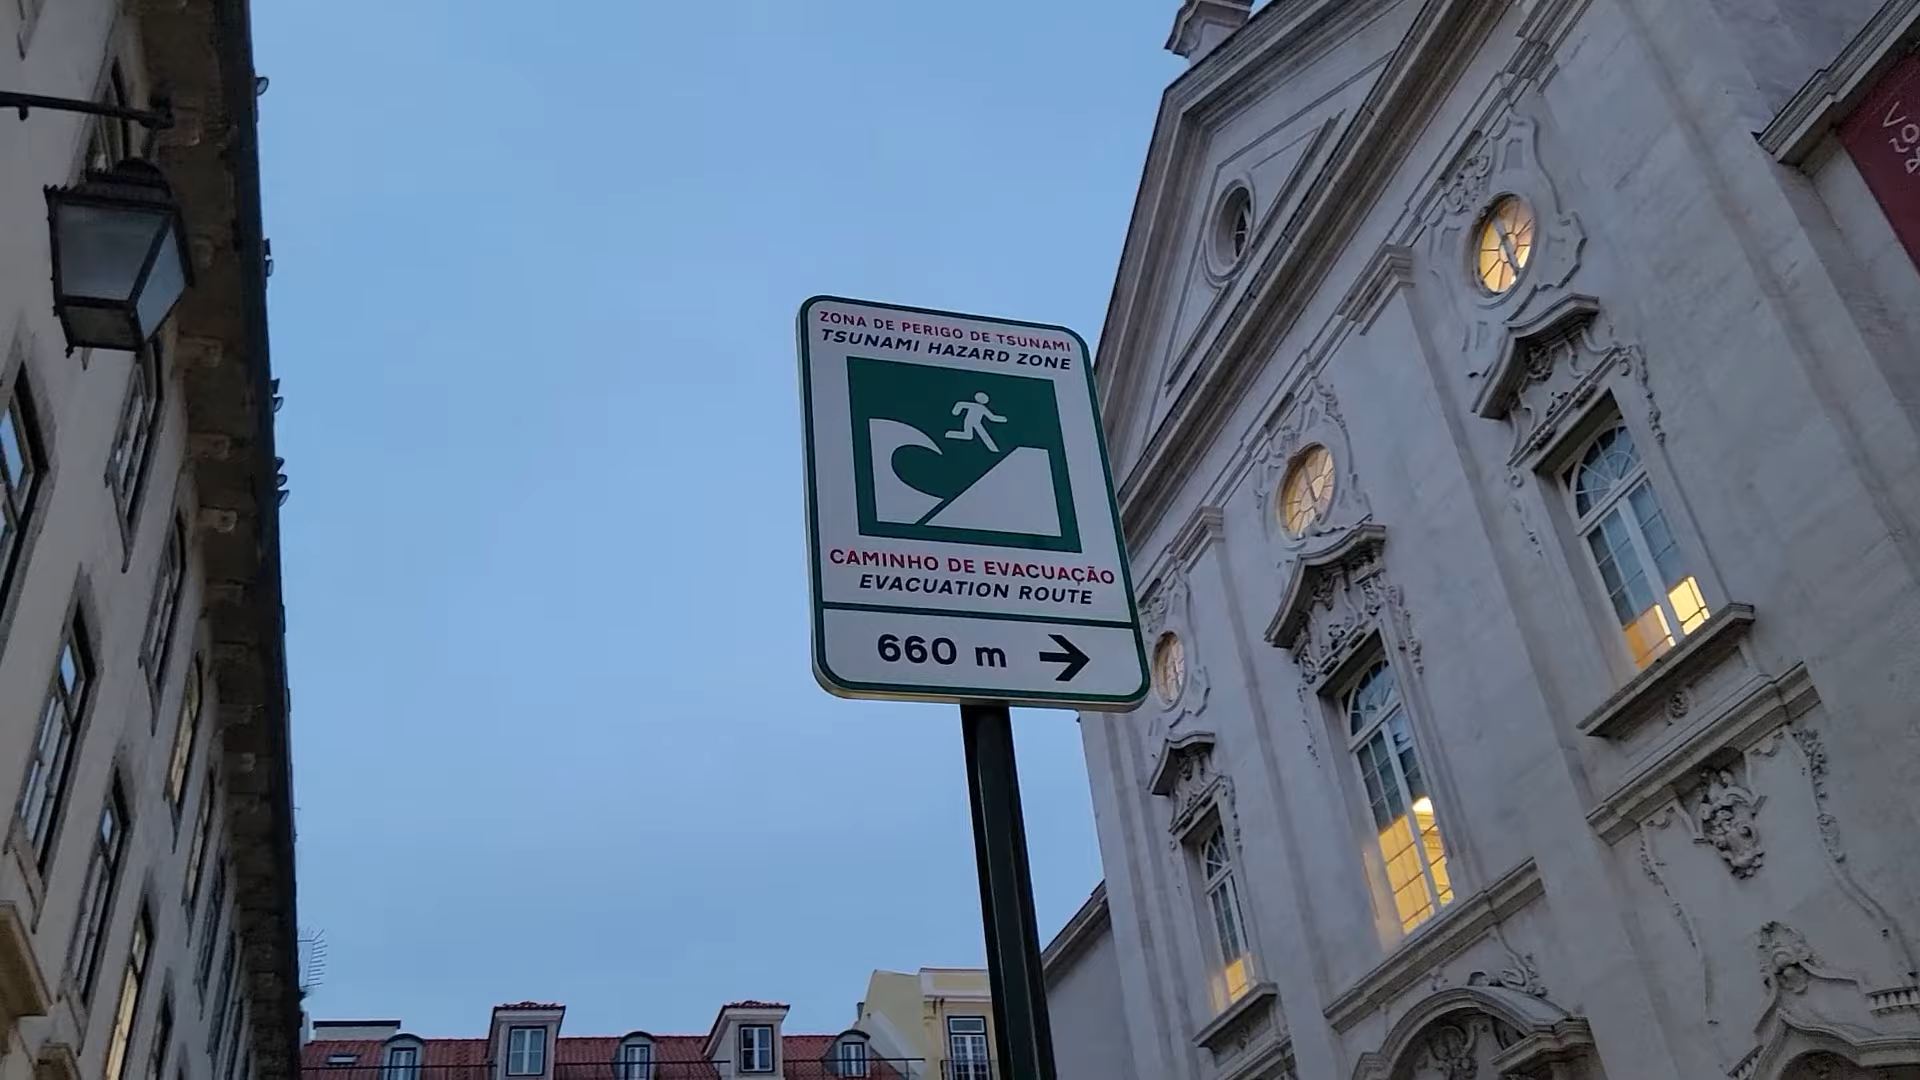 ZONA DE PERIGO DE TSUNAMI
TSUNAMI HAZARD ZONE
CAMINHO DE EVACUAÇÃO
EVACUATION ROUTE
660 m →